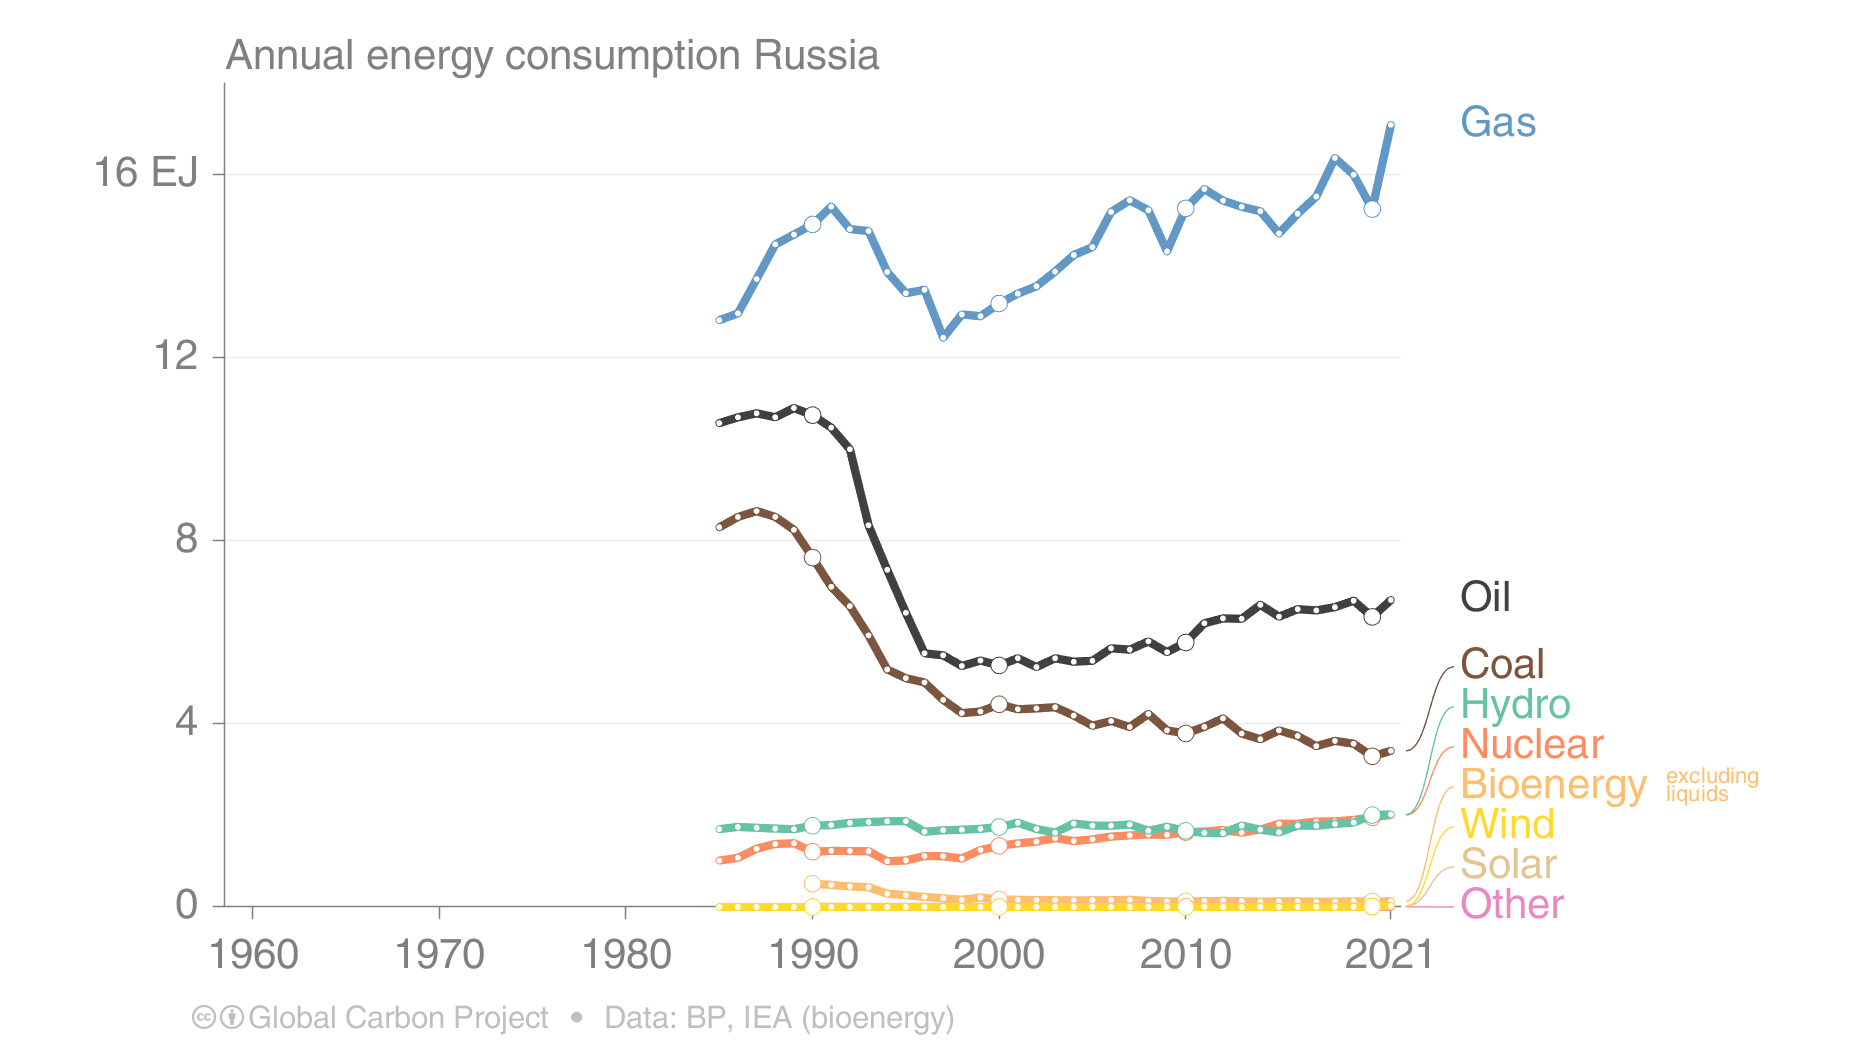 Annual energy consumption Russia
Gas
16 EJ
12
8
Oil
Coal
Hydro
4
Nuclear
Bioenergy excluding
liquids
Wind
Solar
0
Other
1960 1970 1980 1990 2000 2010 2021
cc Global Carbon Project • Data: BP, IEA (bioenergy)